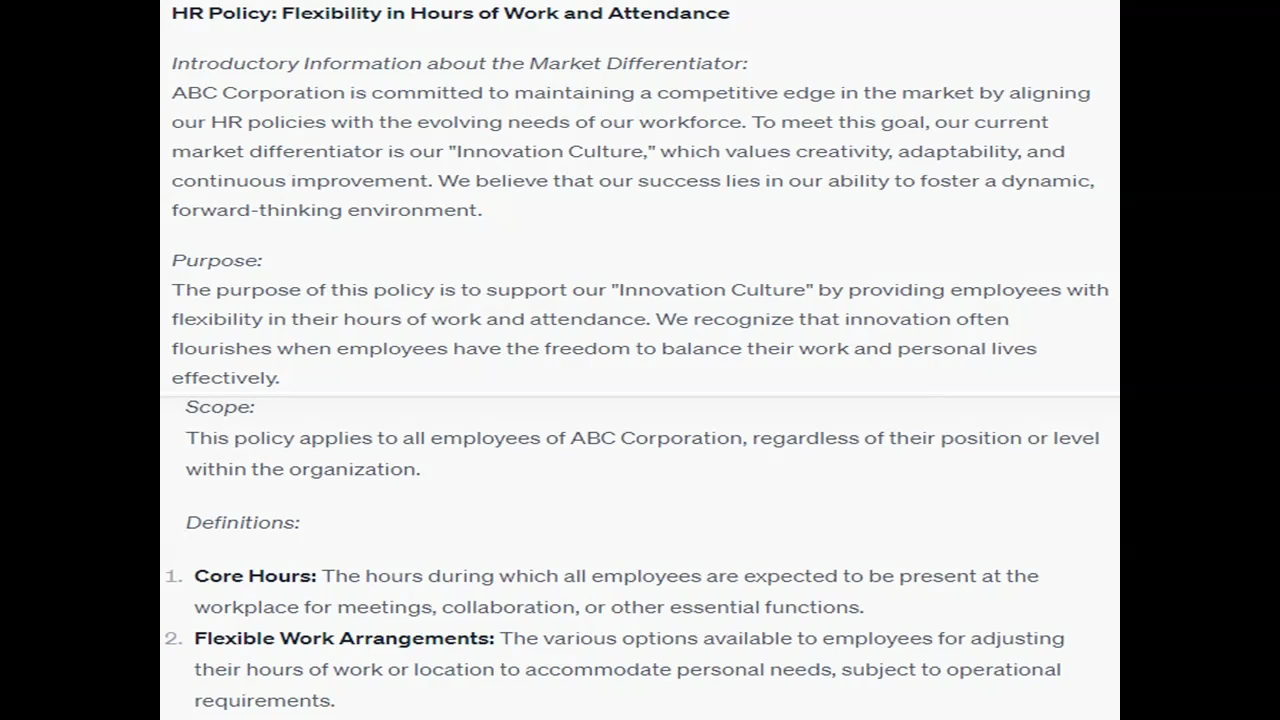 HR Policy: Flexibility in Hours of Work and Attendance
Introductory Information about the Market Differentiator:
ABC Corporation is committed to maintaining a competitive edge in the market by aligning
our HR policies with the evolving needs of our workforce. To meet this goal, our current
market differentiator is our "Innovation Culture," which values creativity, adaptability, and
continuous improvement. We believe that our success lies in our ability to foster a dynamic,
forward-thinking environment.
Purpose:
The purpose of this policy is to support our "Innovation Culture" by providing employees with
flexibility in their hours of work and attendance. We recognize that innovation often
flourishes when employees have the freedom to balance their work and personal lives
effectively.
Scope:
This policy applies to all employees of ABC Corporation, regardless of their position or level
within the organization.
Definitions:
1. Core Hours: The hours during which all employees are expected to be present at the
workplace for meetings, collaboration, or other essential functions.
2. Flexible Work Arrangements: The various options available to employees for adjusting
their hours of work or location to accommodate personal needs, subject to operational
requirements.